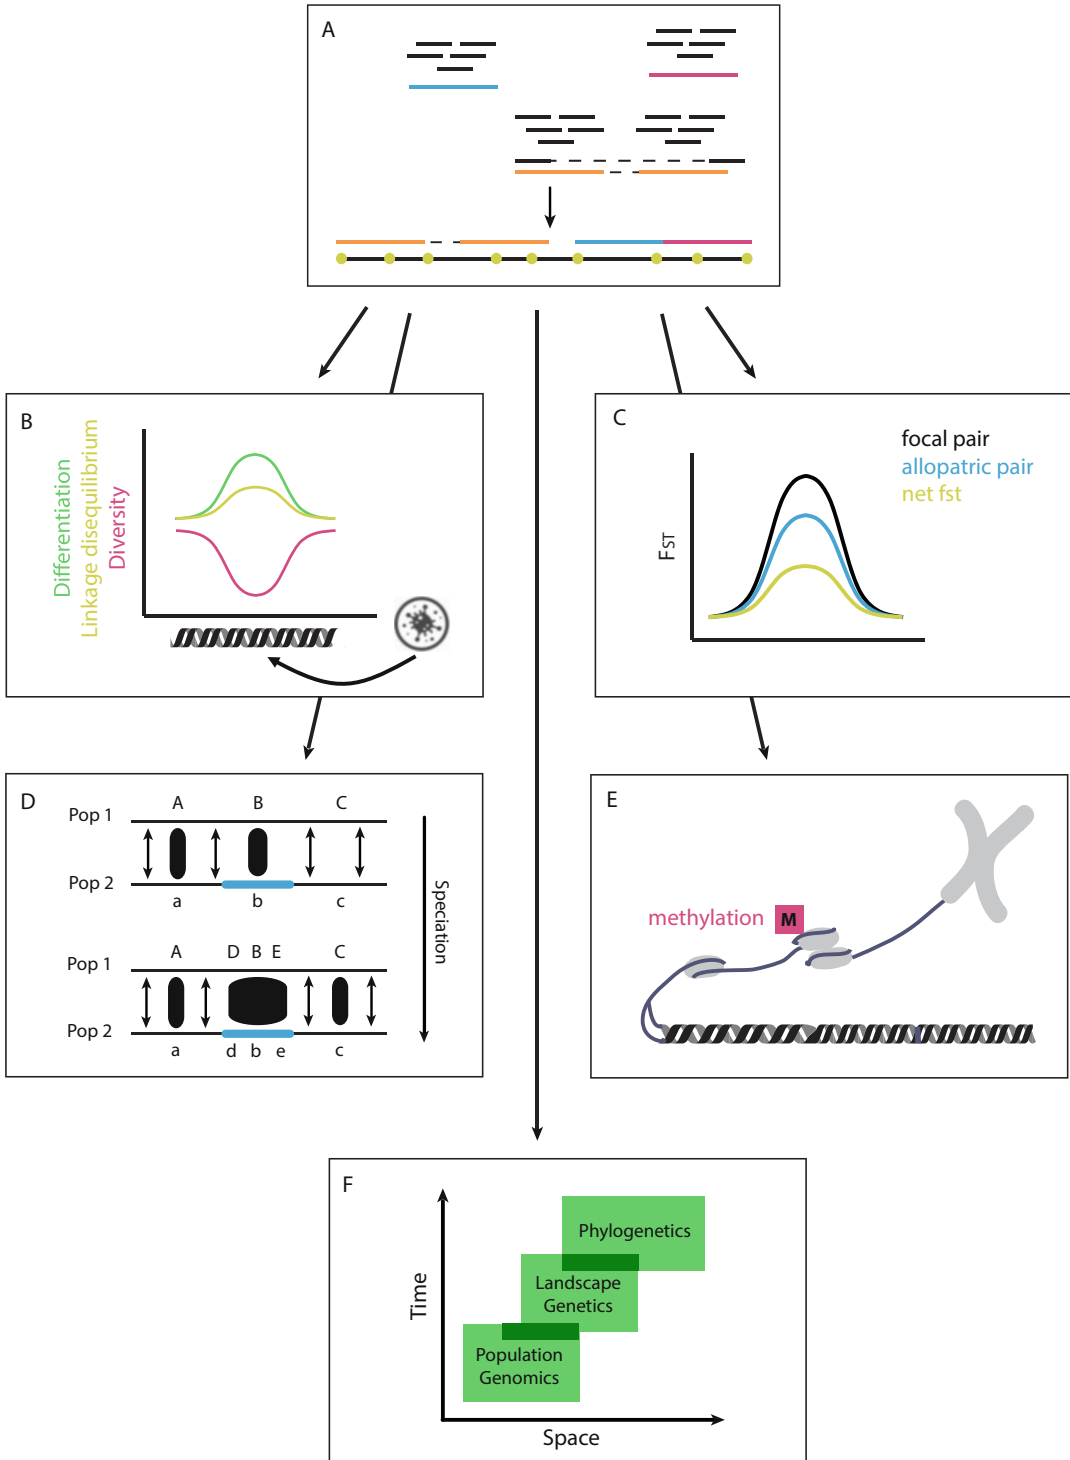 A
B
Differentiation
Linkage disequilibrium
Diversity
C
focal pair
allopatric pair
net fst
FST
D
A B C
Pop 1
Pop 2
a b c
A D B E C
Pop 1
Pop 2
a d b e c
Speciation
E
methylation M
F
Time
Phylogenetics
Landscape
Genetics
Population
Genomics
Space